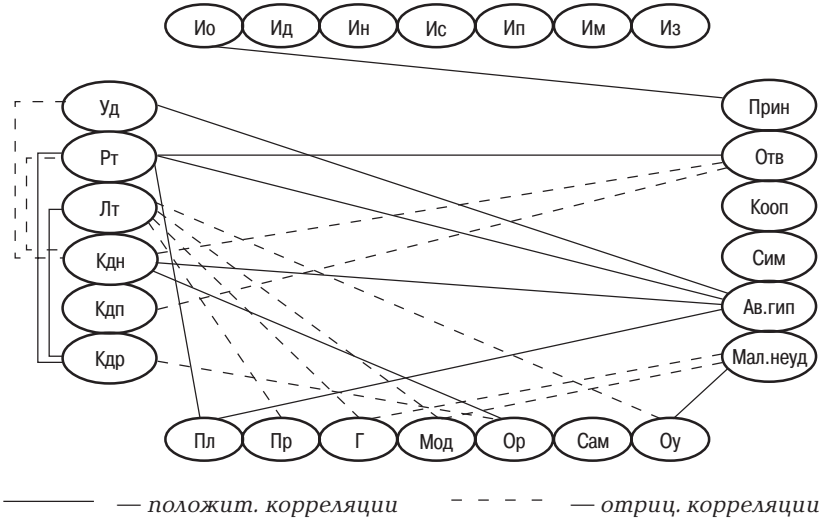 Ио Ид Ин Ис Ип Им Из
Уд Прин
Рт Отв
Лт Кооп
Кдн Сим
Кдп Ав.гип
Кдр Мал.неуд
Пл Пр Г Мод Ор Сам Оу
— положит. корреляции — отриц. корреляции